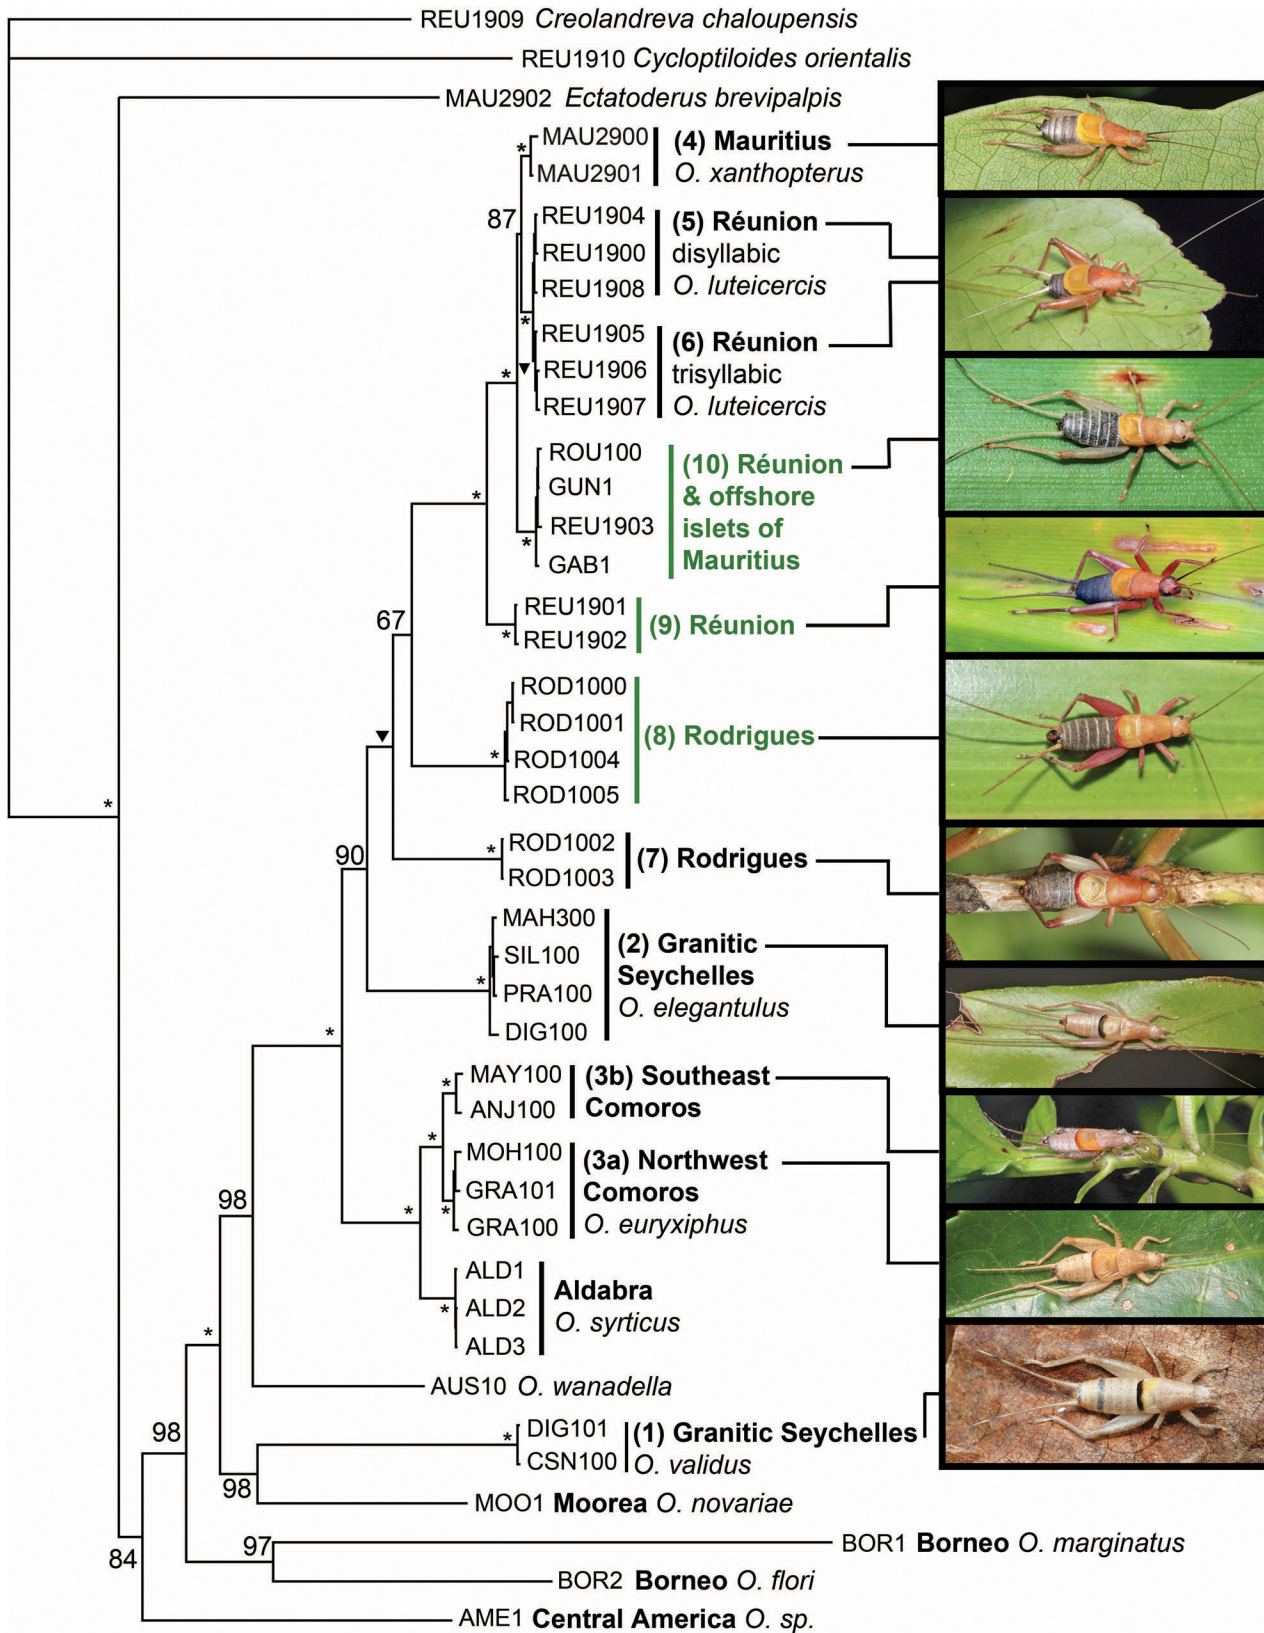 REU1909 Creolandreva chaloupensis
REU1910 Cycloptiloides orientalis
MAU2902 Ectatoderus brevipalpis
MAU2900
MAU2901
(4) Mauritius
O. xanthopterus
*
87
REU1904
REU1900
REU1908
(5) Réunion
disyllabic
O. luteicercis
*
REU1905
REU1906
REU1907
(6) Réunion
trisyllabic
O. luteicercis
*
ROU100
GUN1
REU1903
GAB1
(10) Réunion
& offshore
islets of
Mauritius
*
*
REU1901
REU1902
(9) Réunion
*
67
ROD1000
ROD1001
ROD1004
ROD1005
(8) Rodrigues
*
ROD1002
ROD1003
(7) Rodrigues
*
*
90
MAH300
SIL100
PRA100
DIG100
(2) Granitic
Seychelles
O. elegantulus
*
*
MAY100
ANJ100
(3b) Southeast
Comoros
*
*
MOH100
GRA101
GRA100
(3a) Northwest
Comoros
O. euryxiphus
*
*
98
ALD1
ALD2
ALD3
Aldabra
O. syrticus
*
*
AUS10 O. wanadella
98
DIG101
CSN100
(1) Granitic Seychelles
O. validus
*
98
MOO1 Moorea O. novariae
97
BOR1 Borneo O. marginatus
84
BOR2 Borneo O. flori
AME1 Central America O. sp.